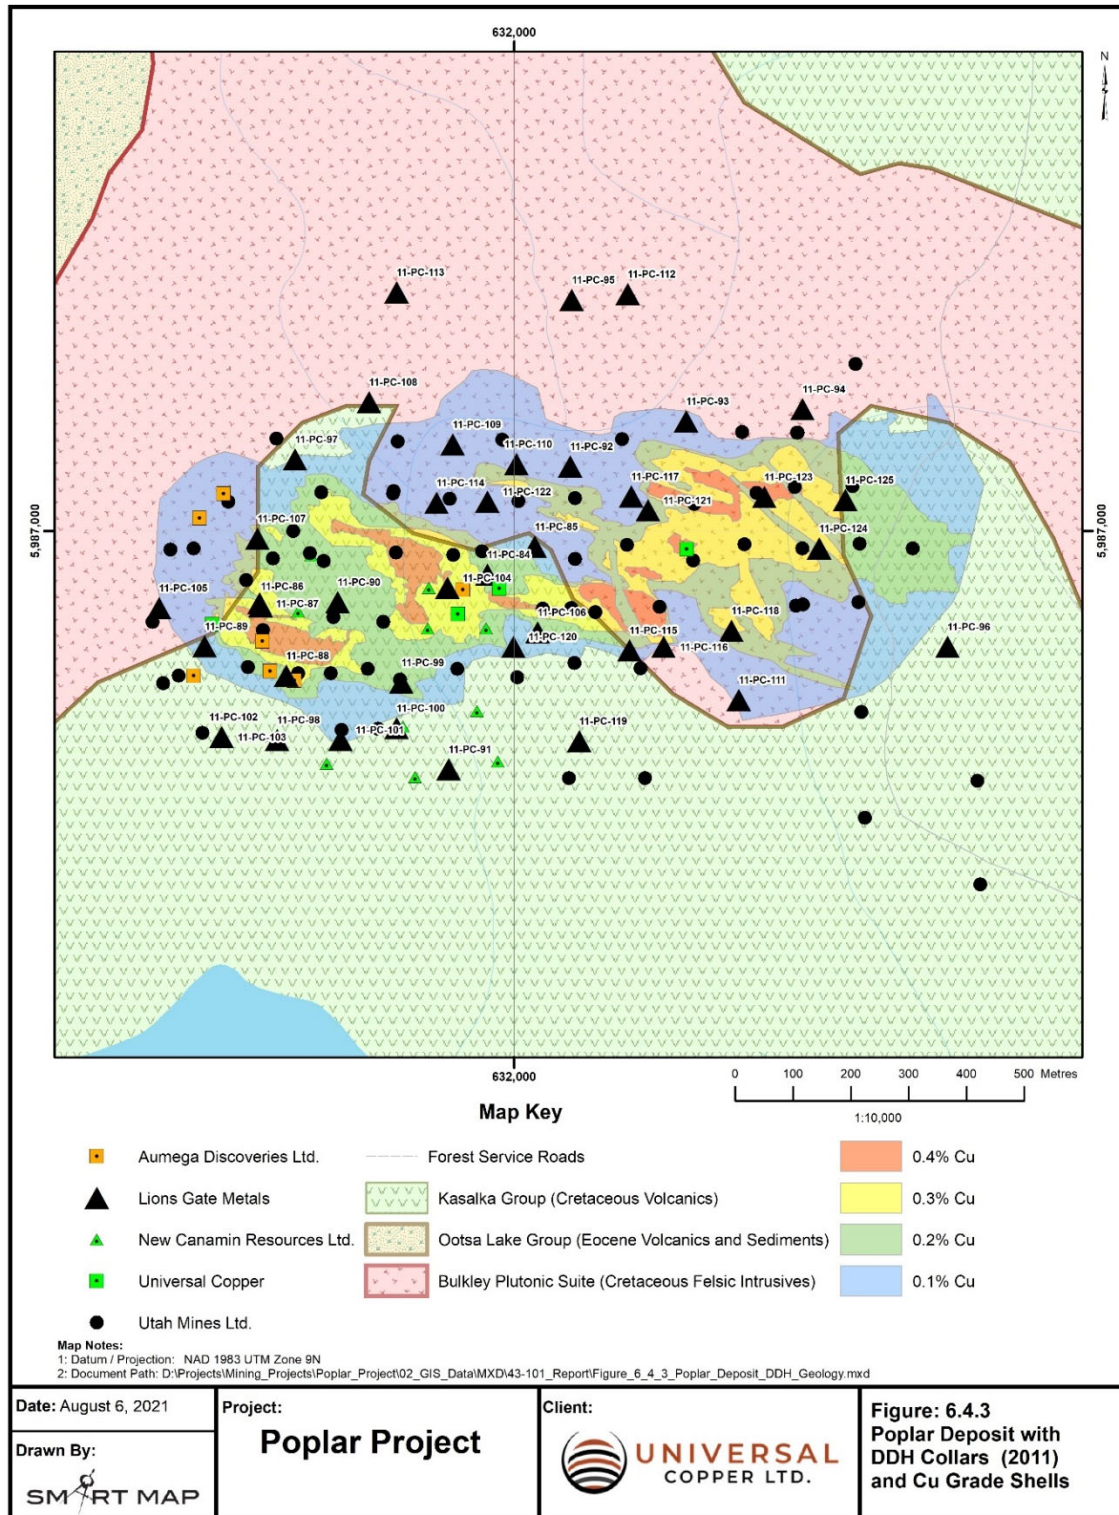 632,000
N
11-PC-113
11-PC-95
11-PC-112
11-PC-108
11-PC-94
11-PC-93
11-PC-109
11-PC-97
11-PC-110
11-PC-92
11-PC-117
11-PC-123
11-PC-114
11-PC-125
11-PC-122
11-PC-121
11-PC-107
11-PC-85
11-PC-124
5,987,000
5,987,000
11-PC-84
11-PC-104
11-PC-105
11-PC-86
11-PC-90
11-PC-87
11-PC-106
11-PC-118
11-PC-89
11-PC-120
11-PC-115
11-PC-96
11-PC-116
11-PC-88
11-PC-99
11-PC-111
11-PC-100
11-PC-102
11-PC-98
11-PC-119
11-PC-103
11-PC-101
11-PC-91
632,000
0 100 200 300 400 500 Metres
1:10,000
Map Key
Aumega Discoveries Ltd.
Lions Gate Metals
New Canamin Resources Ltd.
Universal Copper
Utah Mines Ltd.
Forest Service Roads
Kasalka Group (Cretaceous Volcanics)
Ootsa Lake Group (Eocene Volcanics and Sediments)
Bulkley Plutonic Suite (Cretaceous Felsic Intrusives)
0.4% Cu
0.3% Cu
0.2% Cu
0.1% Cu
Map Notes:
1: Datum / Projection: NAD 1983 UTM Zone 9N
2: Document Path: D:\Projects\Mining_Projects\Poplar_Project\02_GIS_Data\MXD\43-101_Report\Figure_6_4_3_Poplar_Deposit_DDH_Geology.mxd
Date: August 6, 2021
Drawn By:
SMART MAP
Project:
Poplar Project
Client:
UNIVERSAL
COPPER LTD.
Figure: 6.4.3
Poplar Deposit with
DDH Collars (2011)
and Cu Grade Shells